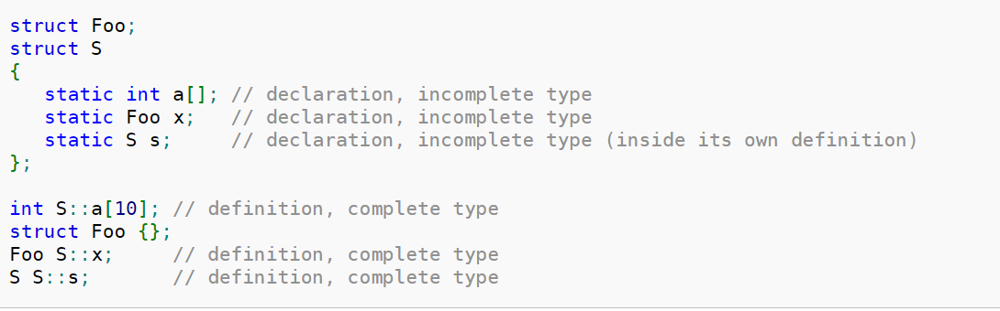 struct Foo;
struct S
{
   static int a[]; // declaration, incomplete type
   static Foo x;   // declaration, incomplete type
   static S s;     // declaration, incomplete type (inside its own definition)
};

int S::a[10]; // definition, complete type
struct Foo {};
Foo S::x;     // definition, complete type
S S::s;       // definition, complete type